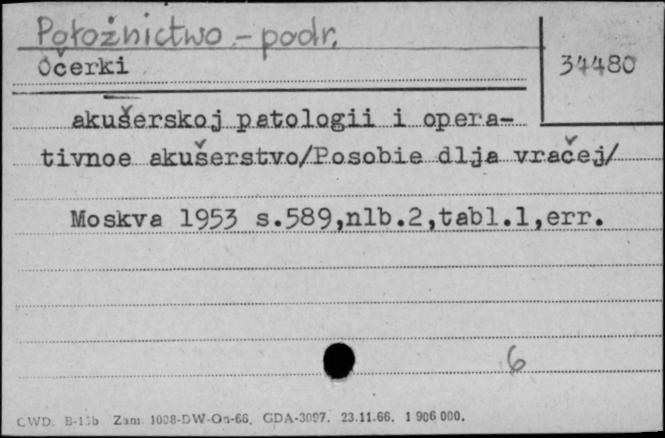 Położnictwo - podr.
Očerki
34480
akušerskoj patologii i opera-
tivnoe akušerstvo/Posobie dlja vračej/
Moskva 1953 s.589,nlb.2,tabl.1,err.
6
CWD. B-13b Zam. 1008-DW-On-66. GDA-3097. 23.11.66. 1 906 000.